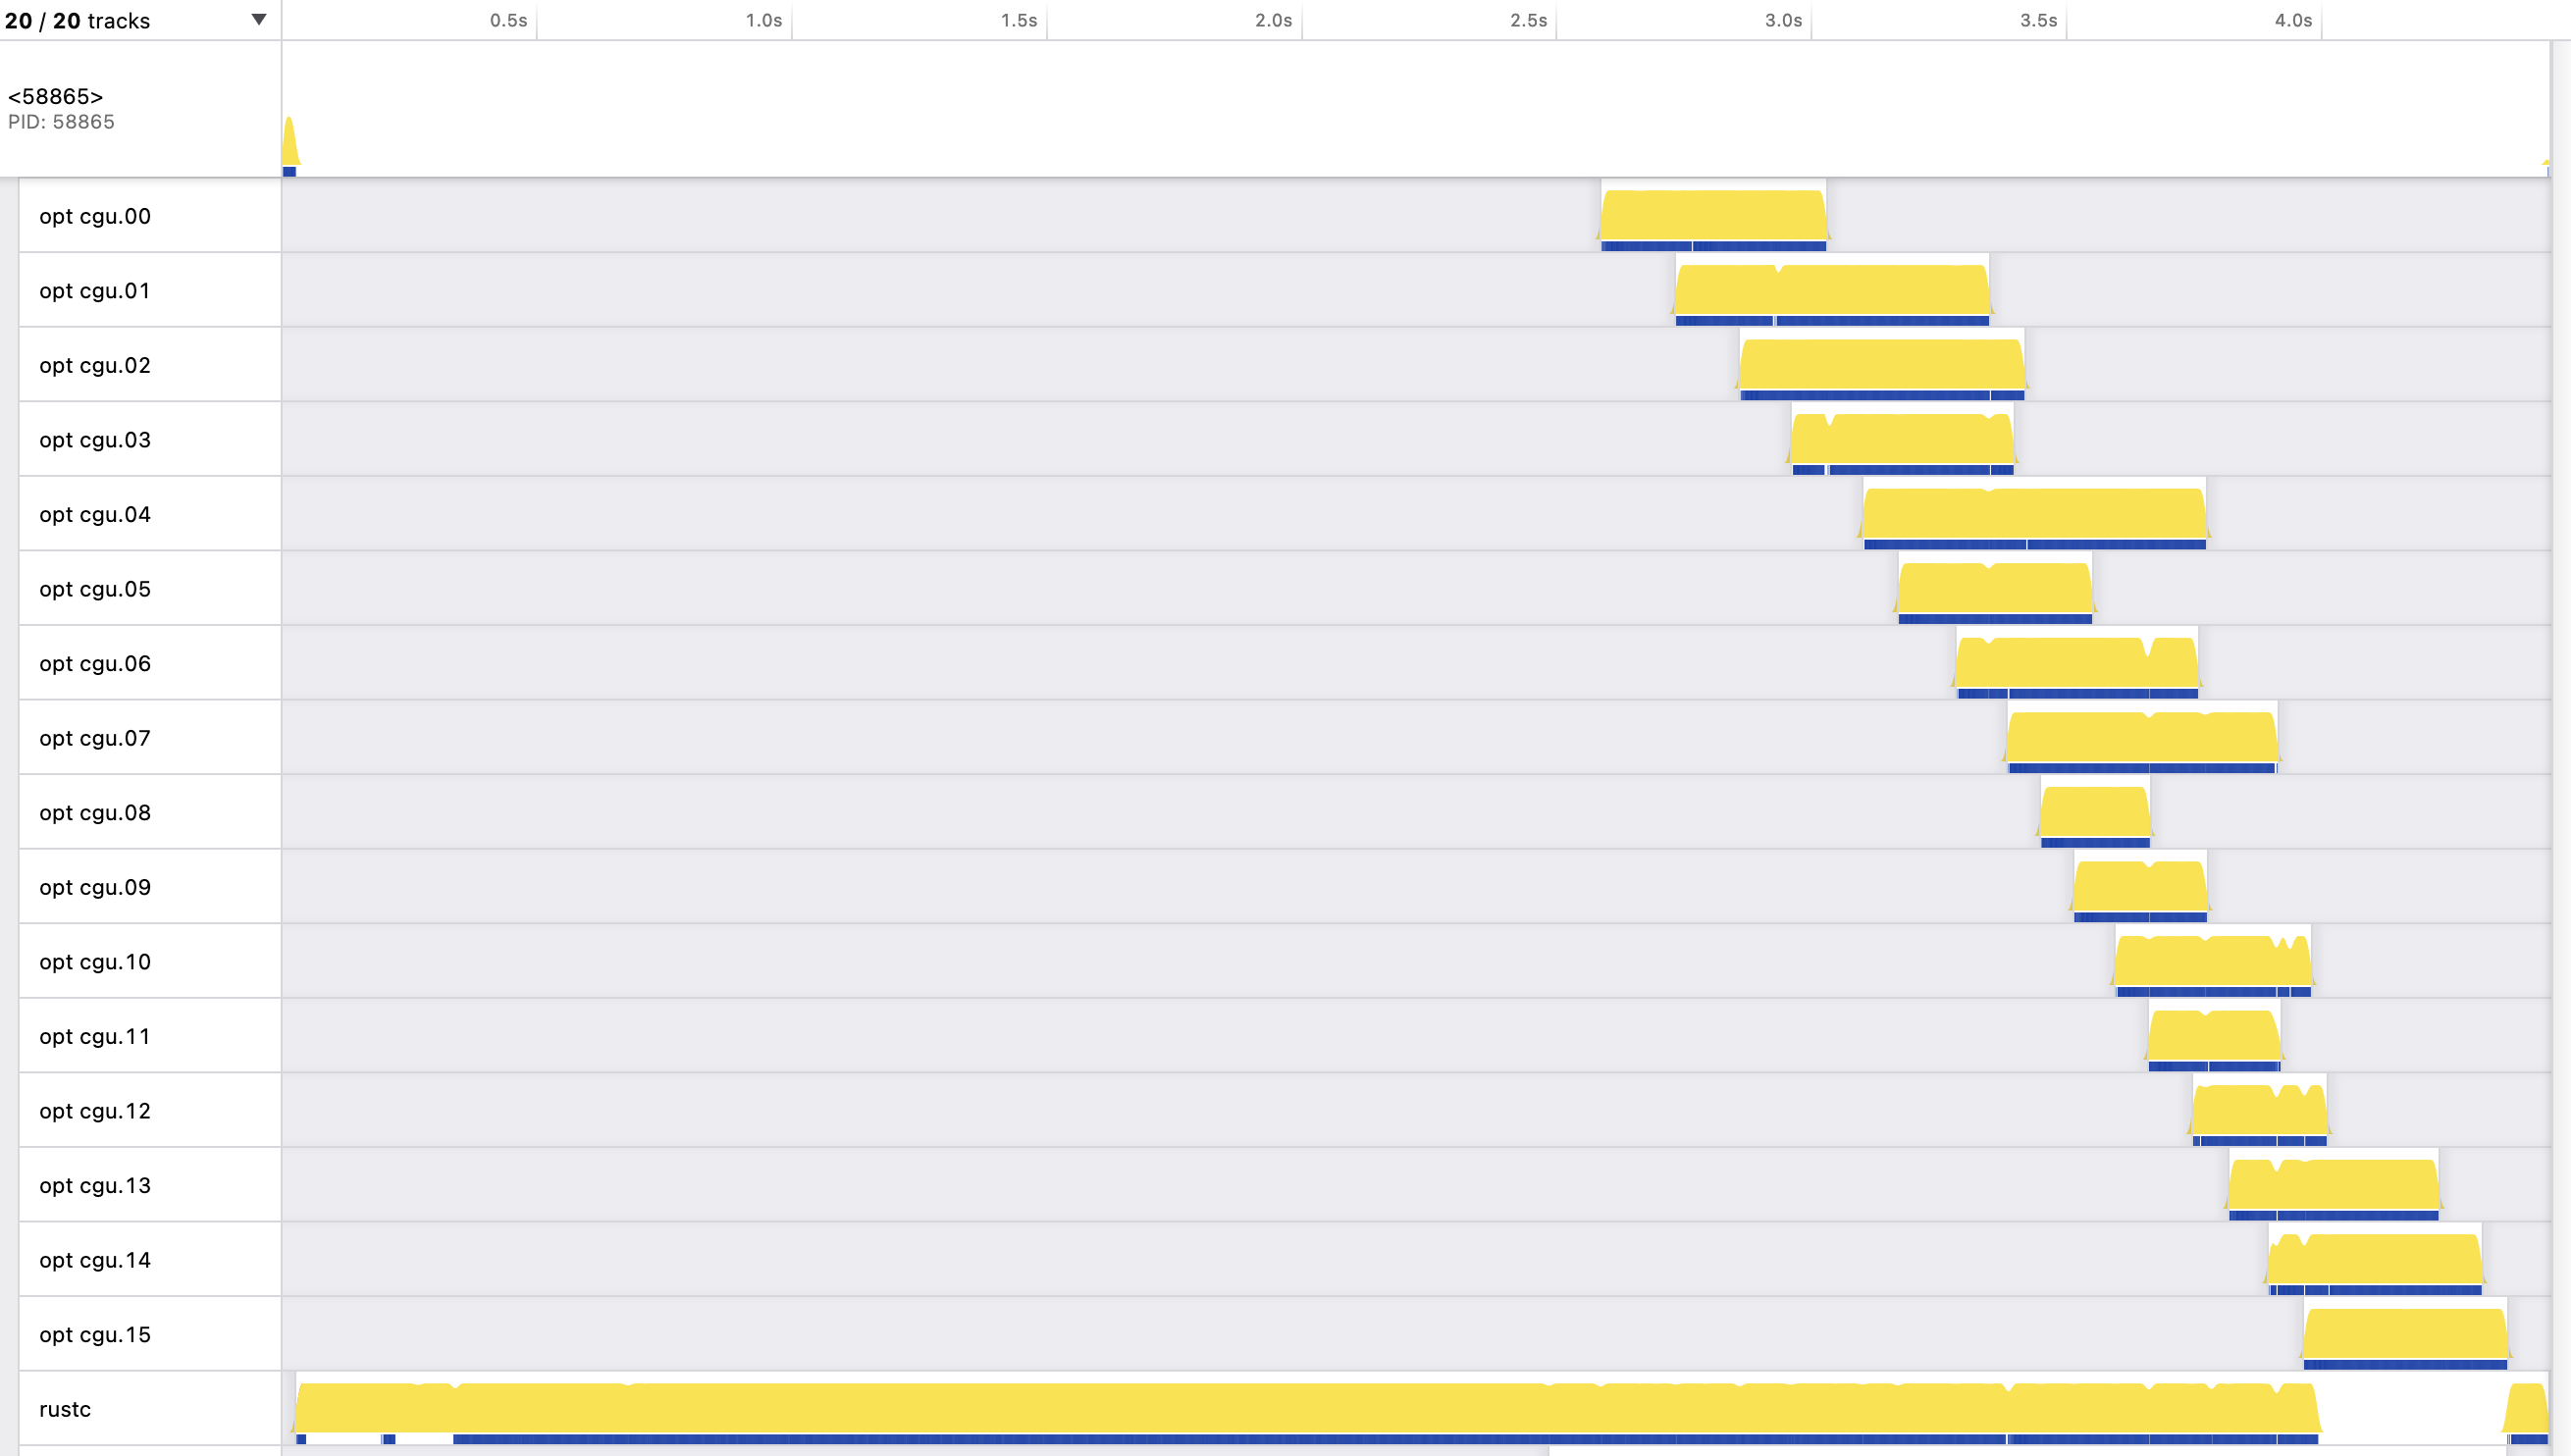 20 / 20 tracks
0.5s 1.0s 1.5s 2.0s 2.5s 3.0s 3.5s 4.0s
<58865>
PID: 58865
opt cgu.00
opt cgu.01
opt cgu.02
opt cgu.03
opt cgu.04
opt cgu.05
opt cgu.06
opt cgu.07
opt cgu.08
opt cgu.09
opt cgu.10
opt cgu.11
opt cgu.12
opt cgu.13
opt cgu.14
opt cgu.15
rustc